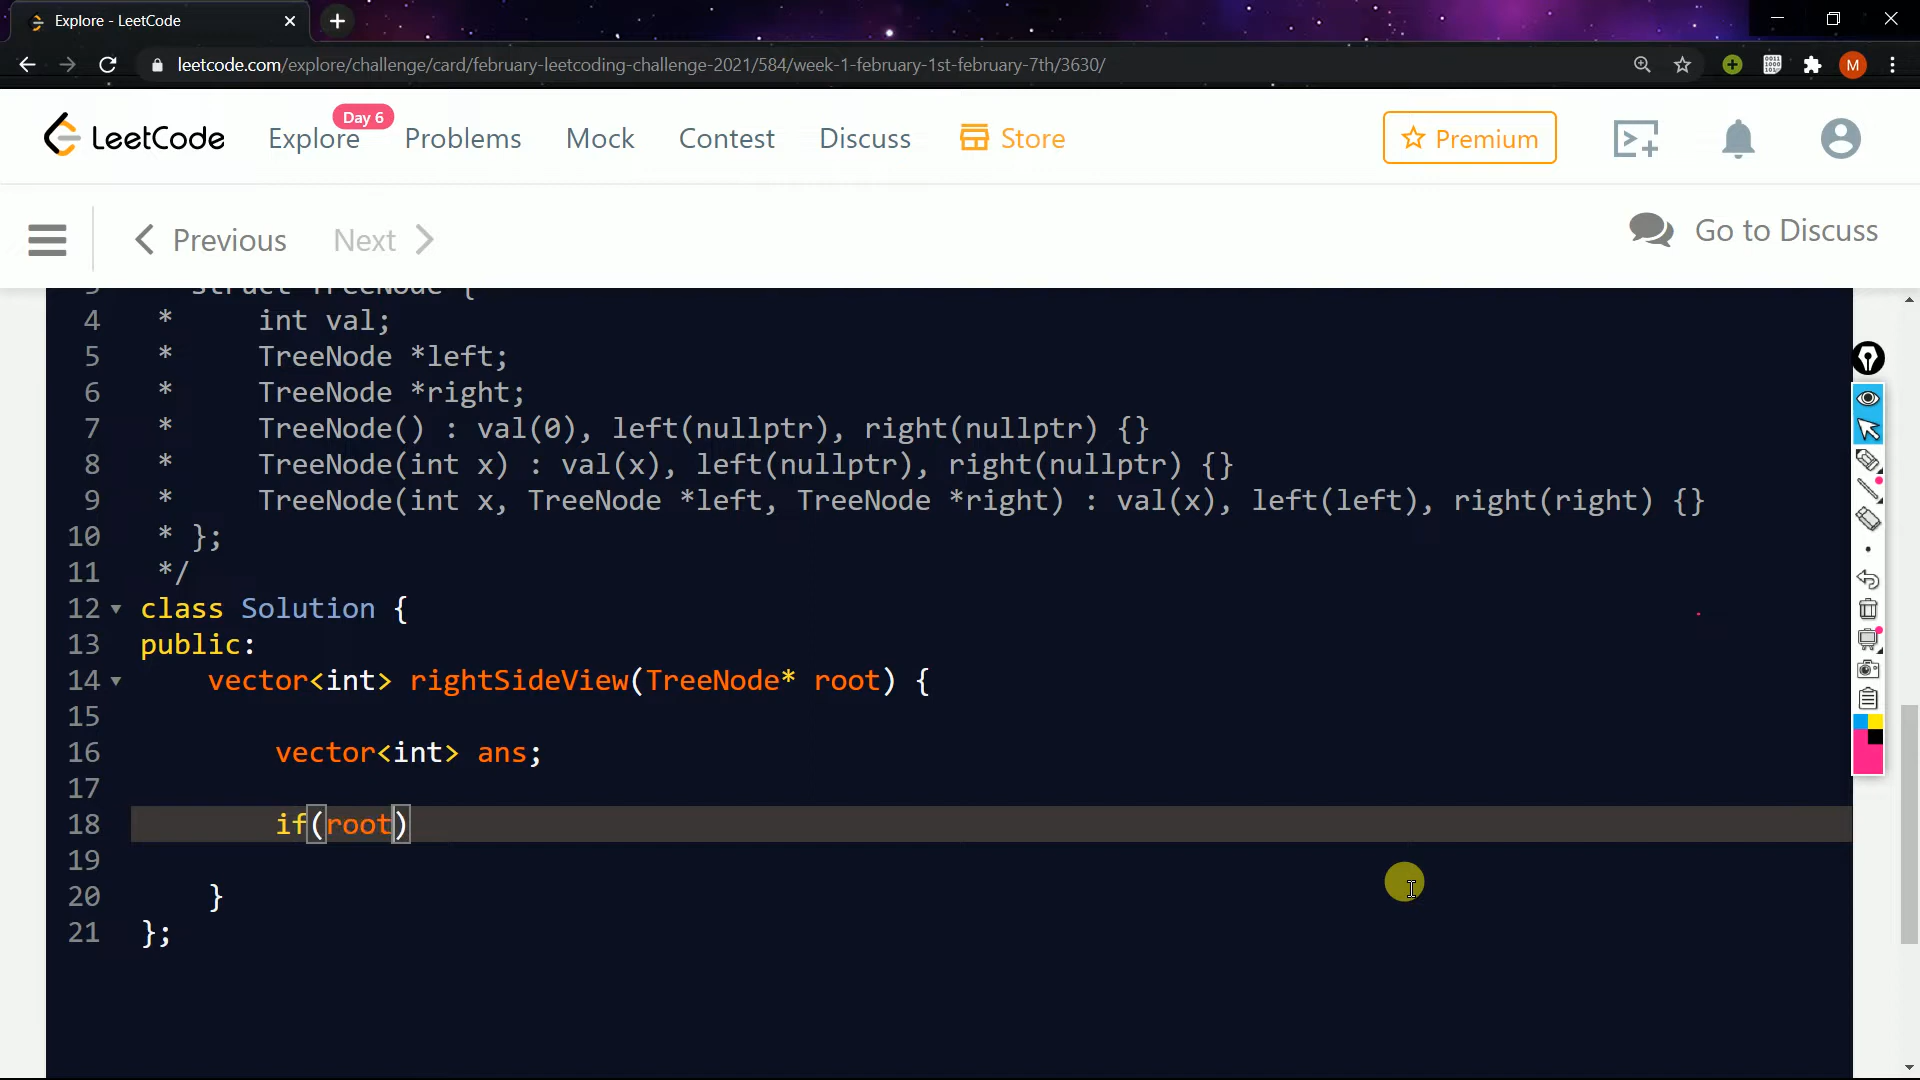 Explore - LeetCode
leetcode.com/explore/challenge/card/february-leetcoding-challenge-2021/584/week-1-february-1st-february-7th/3630/
M
LeetCode Explore Day 6 Problems Mock Contest Discuss Store Premium
Previous Next Go to Discuss
3 struct TreeNode {
4 * int val;
5 * TreeNode *left;
6 * TreeNode *right;
7 * TreeNode() : val(0), left(nullptr), right(nullptr) {}
8 * TreeNode(int x) : val(x), left(nullptr), right(nullptr) {}
9 * TreeNode(int x, TreeNode *left, TreeNode *right) : val(x), left(left), right(right) {}
10 * };
11 */
12 class Solution {
13 public:
14 vector<int> rightSideView(TreeNode* root) {
15
16 vector<int> ans;
17
18 if(root)
19
20 }
21 };